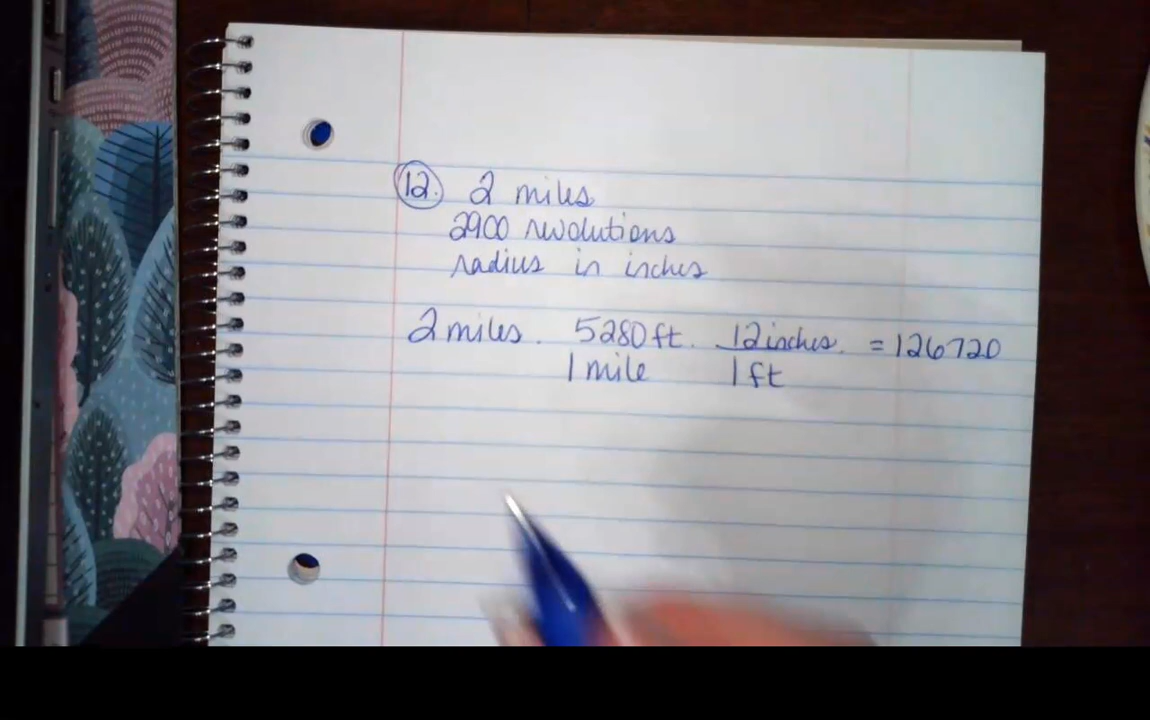 12. 2 miles
2900 revolutions
radius in inches
2 miles . 5280 ft . 12 inches . = 126720
1 mile 1 ft